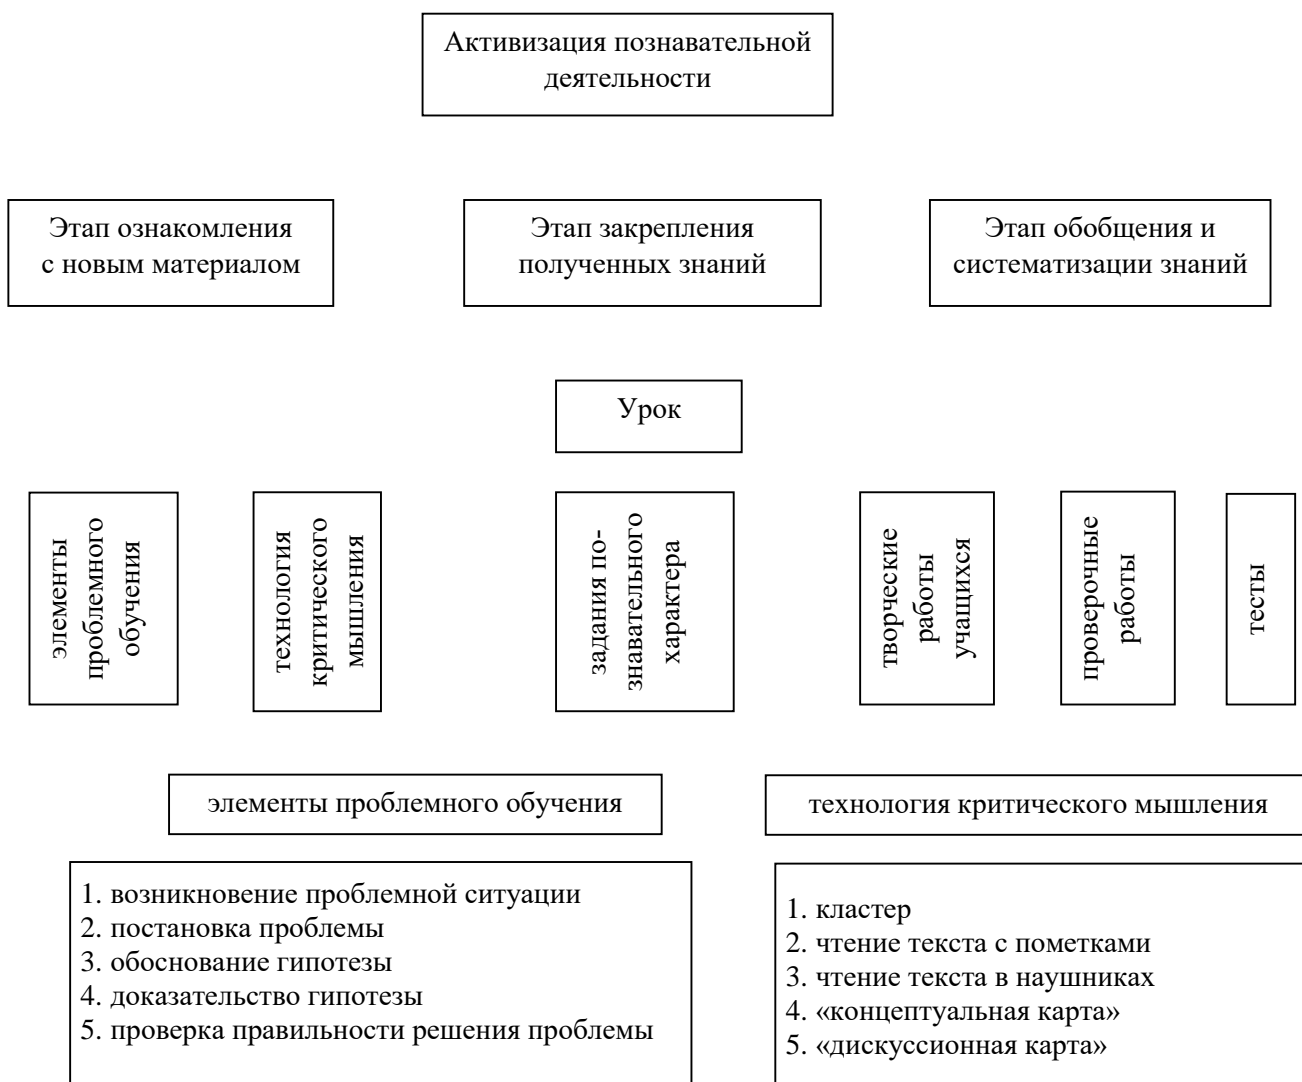 Активизация познавательной
деятельности
Этап ознакомления
с новым материалом
Этап закрепления
полученных знаний
Этап обобщения и
систематизации знаний
Урок
элементы
проблемного
обучения
технология
критического
мышления
задания по-
знавательного
характера
творческие
работы
учащихся
проверочные
работы
тесты
элементы проблемного обучения
технология критического мышления
1. возникновение проблемной ситуации
2. постановка проблемы
3. обоснование гипотезы
4. доказательство гипотезы
5. проверка правильности решения проблемы
1. кластер
2. чтение текста с пометками
3. чтение текста в наушниках
4. «концептуальная карта»
5. «дискуссионная карта»